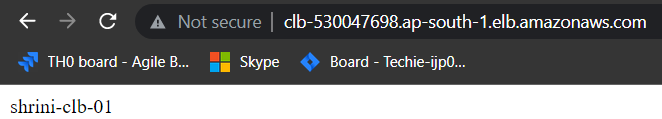 Not secure | clb-530047698.ap-south-1.elb.amazonaws.com
TH0 board - Agile B... Skype Board - Techie-ijp0...
shrini-clb-01